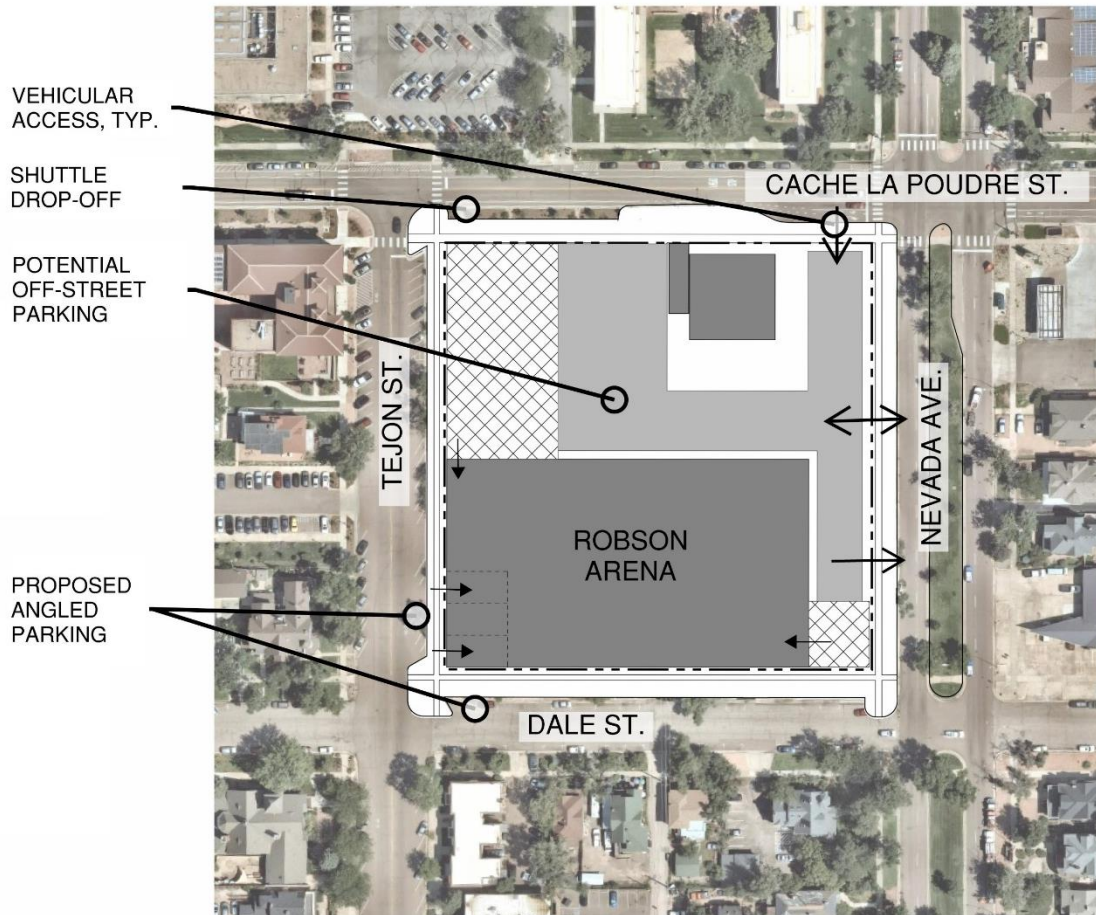 VEHICULAR
ACCESS, TYP.
SHUTTLE
DROP-OFF
POTENTIAL
OFF-STREET
PARKING
PROPOSED
ANGLED
PARKING
CACHE LA POUDRE ST.
TEJON ST.
NEVADA AVE.
ROBSON
ARENA
DALE ST.